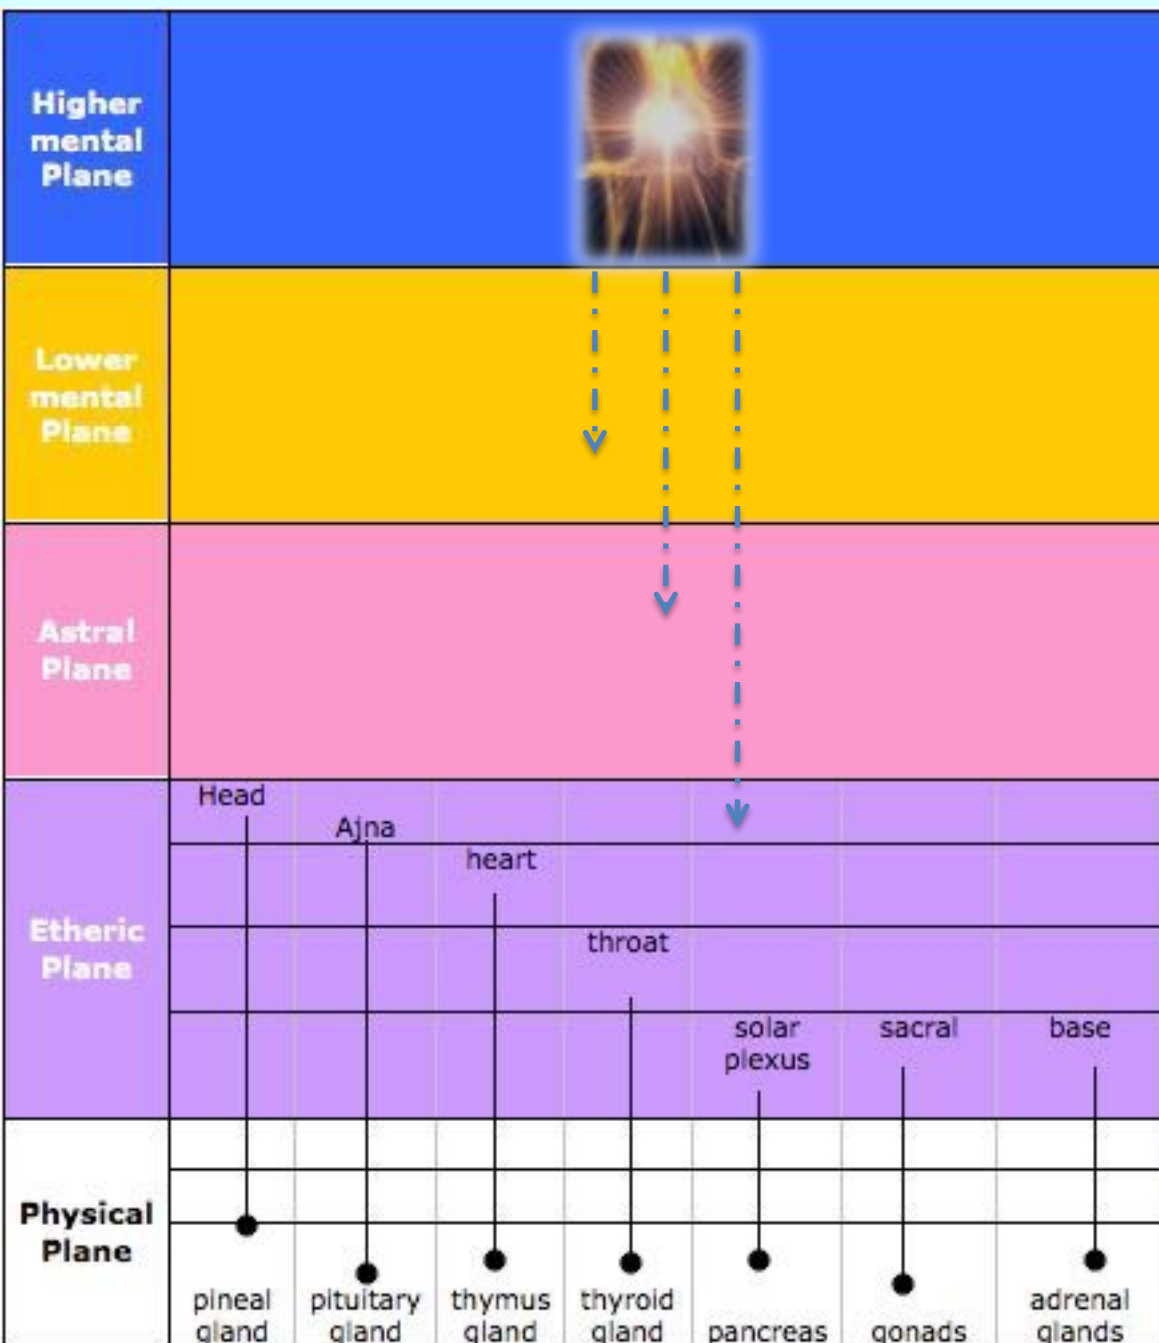 Higher
mental
Plane
Lower
mental
Plane
Astral
Plane
Head
Ajna
heart
throat
Etheric
Plane
solar
plexus
sacral
base
Physical
Plane
pineal
gland
pituitary
gland
thymus
gland
thyroid
gland
pancreas
gonads
adrenal
glands